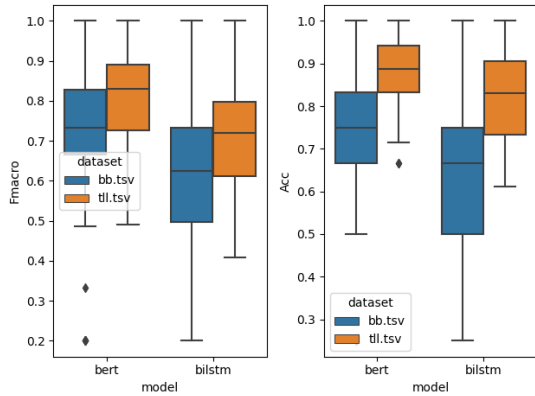 1.0
0.9
0.8
0.7
0.6
0.5
0.4
0.3
0.2
Fmacro
dataset
bb.tsv
tll.tsv
bert
bilstm
model
1.0
0.9
0.8
0.7
0.6
0.5
0.4
0.3
Acc
dataset
bb.tsv
tll.tsv
bert
bilstm
model